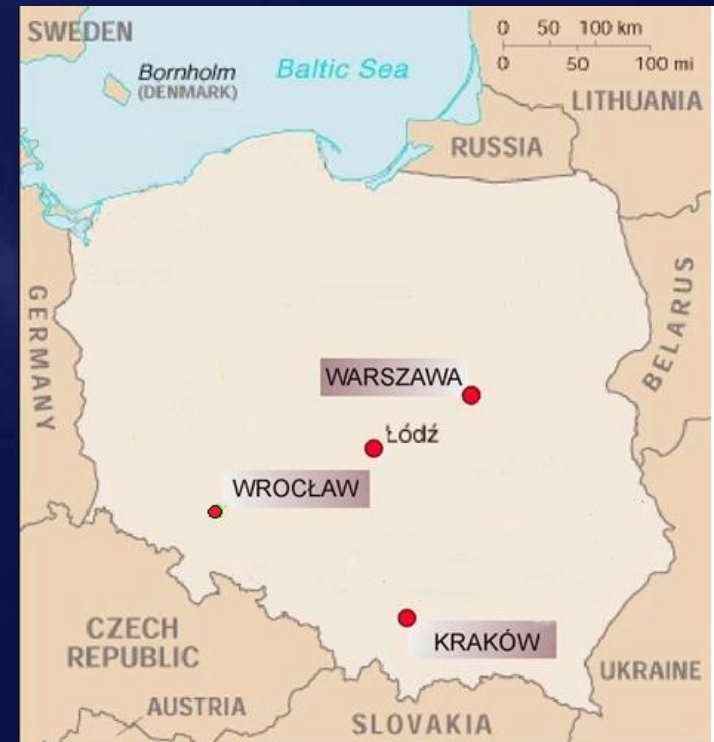 SWEDEN
0 50 100 km
0 50 100 mi
Bornholm
(DENMARK)
Baltic Sea
LITHUANIA
RUSSIA
GERMANY
BELARUS
WARSZAWA
Łódź
WROCŁAW
CZECH
REPUBLIC
KRAKÓW
UKRAINE
AUSTRIA
SLOVAKIA